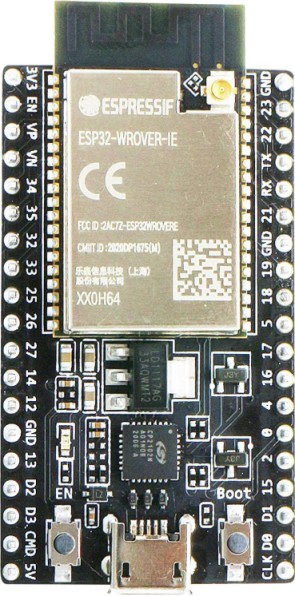 ESPRESSIF
ESP32-WROVER-IE
CE
FCC ID :2AC72-ESP32WROVERIE
CMIIT ID :2020DP1675(M)
乐鑫信息科技（上海）
股份有限公司
XX0H64
3V3
EN
VP
VN
34
35
32
33
25
26
27
14
12
GND
13
D2
D3
CMD
5V
GND
23
22
TX
RX
21
GND
19
18
5
17
16
4
0
2
15
D1
D0
CLK
EN
Boot